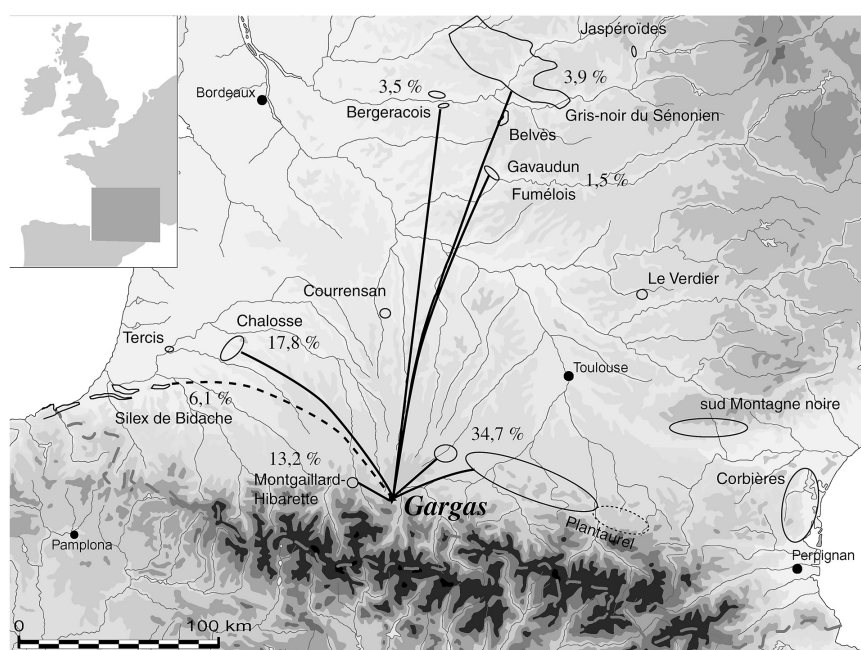 Jaspéroïdes
3,9 %
3,5 %
Bordeaux
Bergeracois
Gris-noir du Sénonien
Belvès
Gavaudun
1,5 %
Fumélois
Le Verdier
Courrensan
Chalosse
17,8 %
Tercis
Toulouse
6,1 %
Silex de Bidache
sud Montagne noire
34,7 %
13,2 %
Montgaillard-
Hibarette
Corbières
Gargas
Plantaurel
Pamplona
Perpignan
0
100 km